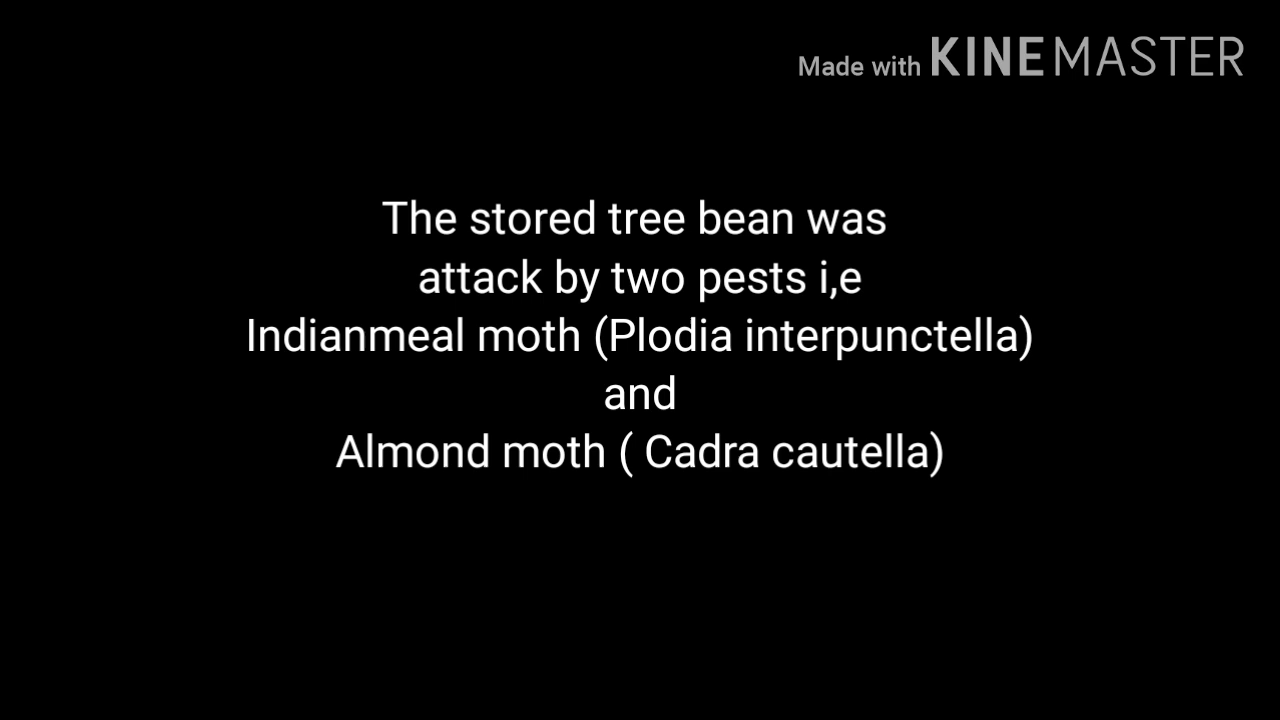 Made with KINEMASTER
The stored tree bean was
attack by two pests i,e
Indianmeal moth (Plodia interpunctella)
and
Almond moth ( Cadra cautella)